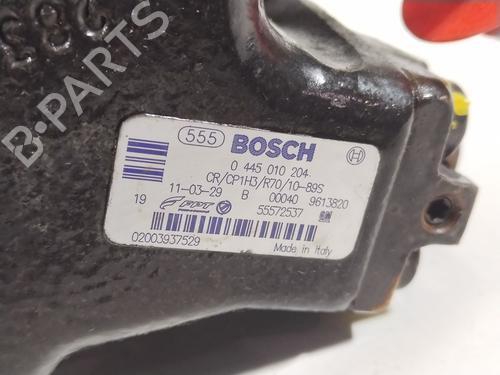 555 BOSCH
0 445 010 204
CR/CP1H3/R70/10-89S
11-03-29 B 00040 9613820
19 FPT 55572537
02003937529 Made in Italy
B-PARTS